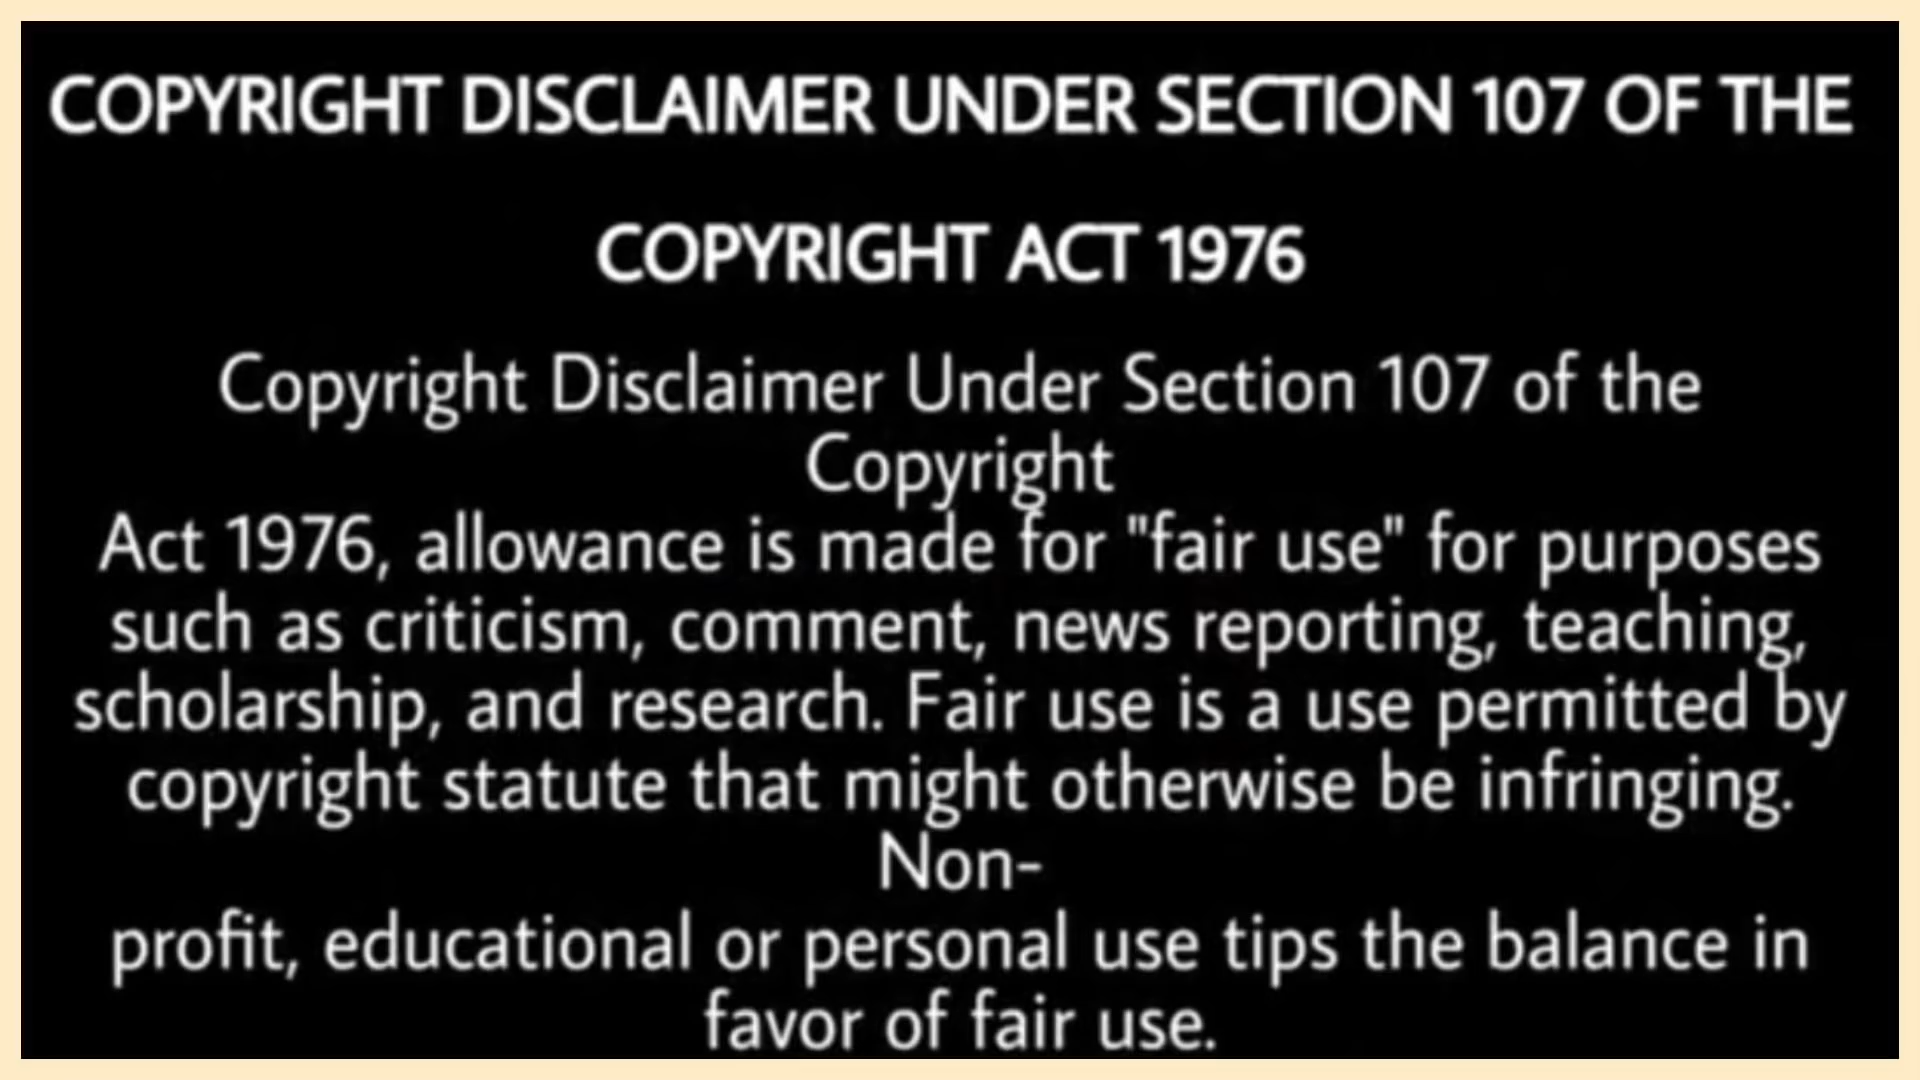 COPYRIGHT DISCLAIMER UNDER SECTION 107 OF THE
COPYRIGHT ACT 1976
Copyright Disclaimer Under Section 107 of the
Copyright
Act 1976, allowance is made for "fair use" for purposes
such as criticism, comment, news reporting, teaching,
scholarship, and research. Fair use is a use permitted by
copyright statute that might otherwise be infringing.
Non-
profit, educational or personal use tips the balance in
favor of fair use.